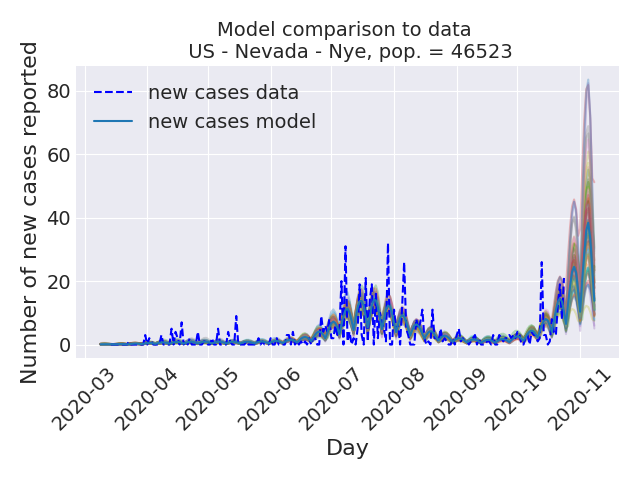 Model comparison to data
US - Nevada - Nye, pop. = 46523
Number of new cases reported
80
60
40
20
0
new cases data
new cases model
2020-03
2020-04
2020-05
2020-06
2020-07
2020-08
2020-09
2020-10
2020-11
Day